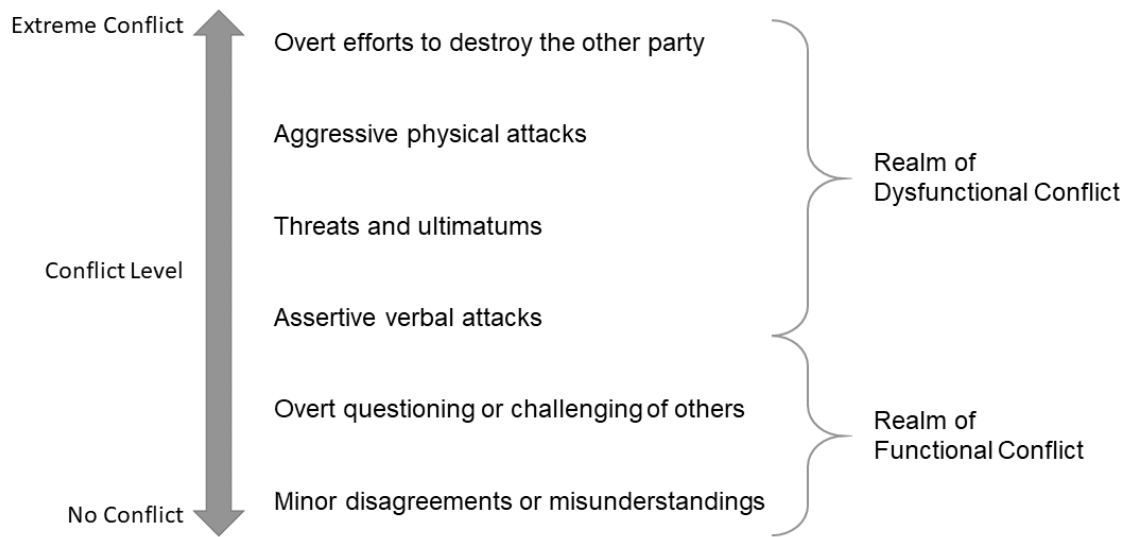 Extreme Conflict
Overt efforts to destroy the other party
Aggressive physical attacks
Realm of
Dysfunctional Conflict
Threats and ultimatums
Conflict Level
Assertive verbal attacks
Overt questioning or challenging of others
Realm of
Functional Conflict
Minor disagreements or misunderstandings
No Conflict